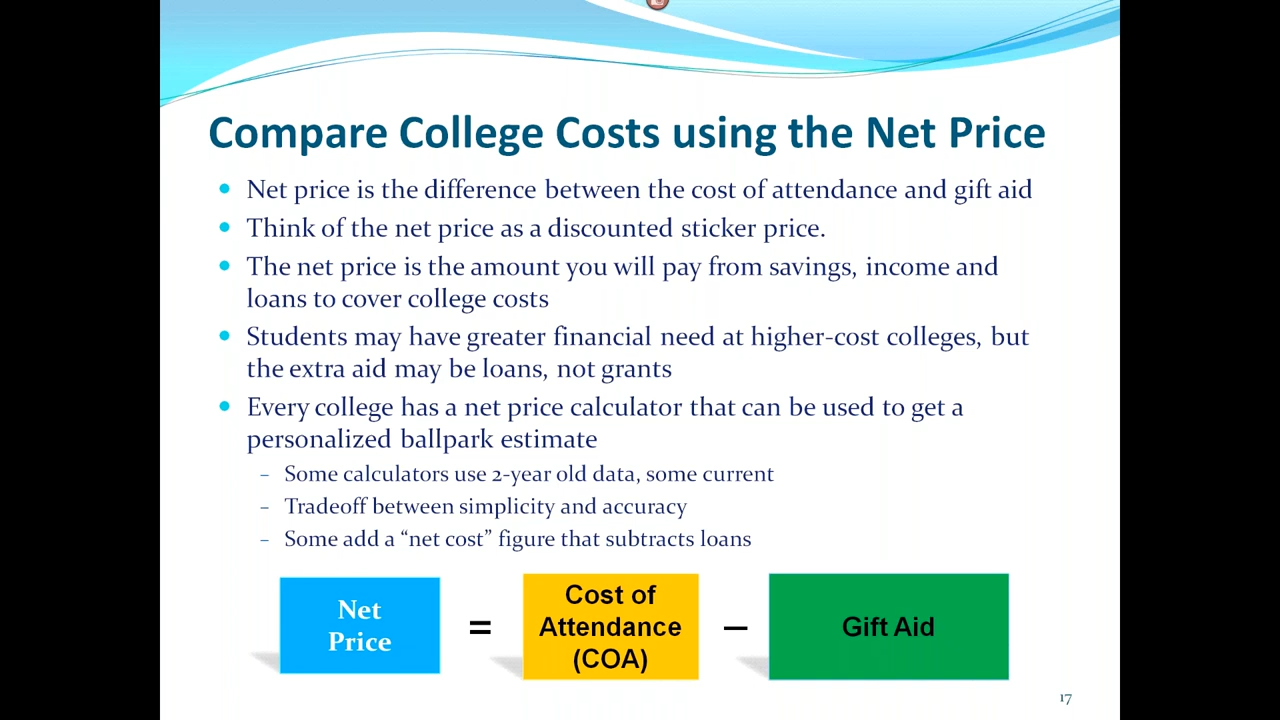 Compare College Costs using the Net Price
• Net price is the difference between the cost of attendance and gift aid
• Think of the net price as a discounted sticker price.
• The net price is the amount you will pay from savings, income and
loans to cover college costs
• Students may have greater financial need at higher-cost colleges, but
the extra aid may be loans, not grants
• Every college has a net price calculator that can be used to get a
personalized ballpark estimate
– Some calculators use 2-year old data, some current
– Tradeoff between simplicity and accuracy
– Some add a “net cost” figure that subtracts loans
Net
Price
=
Cost of
Attendance
(COA)
–
Gift Aid
17